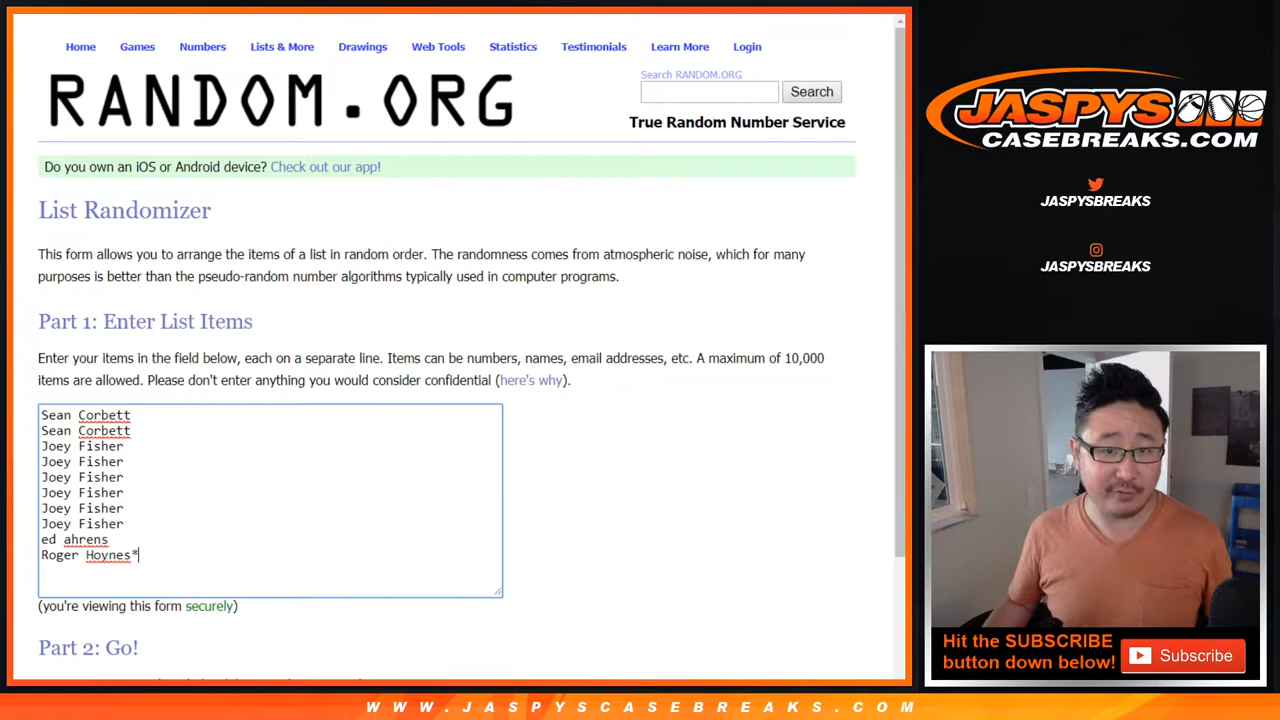 Home Games Numbers Lists & More Drawings Web Tools Statistics Testimonials Learn More Login
RANDOM.ORG
Search RANDOM.ORG
Search
True Random Number Service
Do you own an iOS or Android device? Check out our app!
List Randomizer
This form allows you to arrange the items of a list in random order. The randomness comes from atmospheric noise, which for many
purposes is better than the pseudo-random number algorithms typically used in computer programs.
Part 1: Enter List Items
Enter your items in the field below, each on a separate line. Items can be numbers, names, email addresses, etc. A maximum of 10,000
items are allowed. Please don't enter anything you would consider confidential (here's why).
Sean Corbett
Sean Corbett
Joey Fisher
Joey Fisher
Joey Fisher
Joey Fisher
Joey Fisher
Joey Fisher
ed ahrens
Roger Hoynes*
(you're viewing this form securely)
Part 2: Go!
JASPYS
CASEBREAKS.COM
JASPYSBREAKS
JASPYSBREAKS
Hit the SUBSCRIBE
button down below!
Subscribe
WWW.JASPYSCASEBREAKS.COM